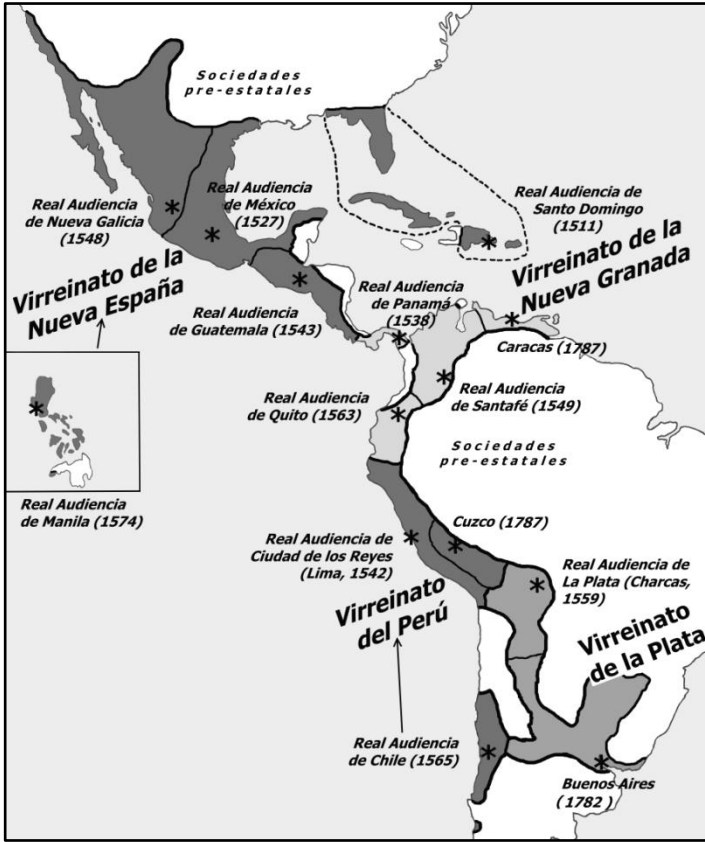 Sociedades
pre-estatales
Real Audiencia
de Nueva Galicia
(1548)
Real Audiencia
de México
(1527)
Real Audiencia de
Santo Domingo
(1511)
Virreinato de la
Nueva España
Real Audiencia
de Guatemala (1543)
Real Audiencia
de Panamá
(1538)
Virreinato de la
Nueva Granada
Caracas (1787)
Real Audiencia
de Quito (1563)
Real Audiencia
de Santafé (1549)
Sociedades
pre-estatales
Real Audiencia
de Manila (1574)
Real Audiencia de
Ciudad de los Reyes
(Lima, 1542)
Cuzco (1787)
Real Audiencia de
La Plata (Charcas,
1559)
Virreinato
del Perú
Virreinato
de la Plata
Real Audiencia
de Chile (1565)
Buenos Aires
(1782 )